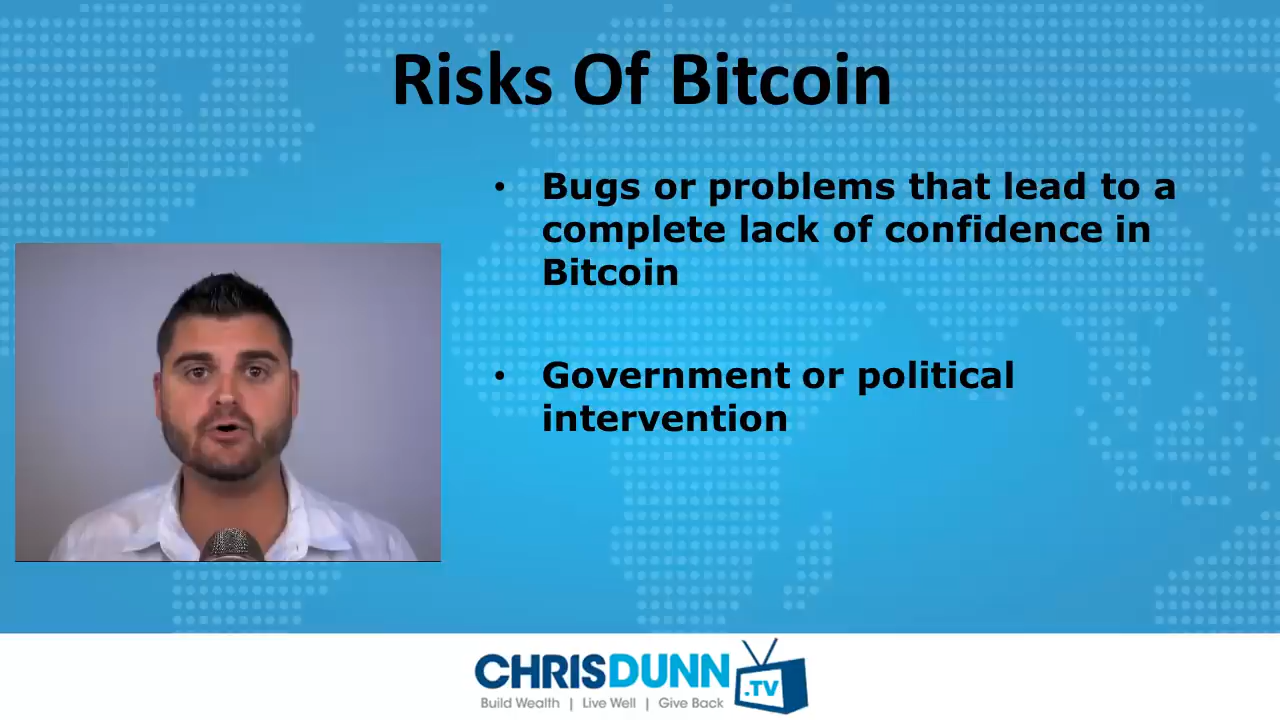 Risks Of Bitcoin
• Bugs or problems that lead to a
complete lack of confidence in
Bitcoin
• Government or political
intervention
CHRISDUNN .TV
Build Wealth | Live Well | Give Back